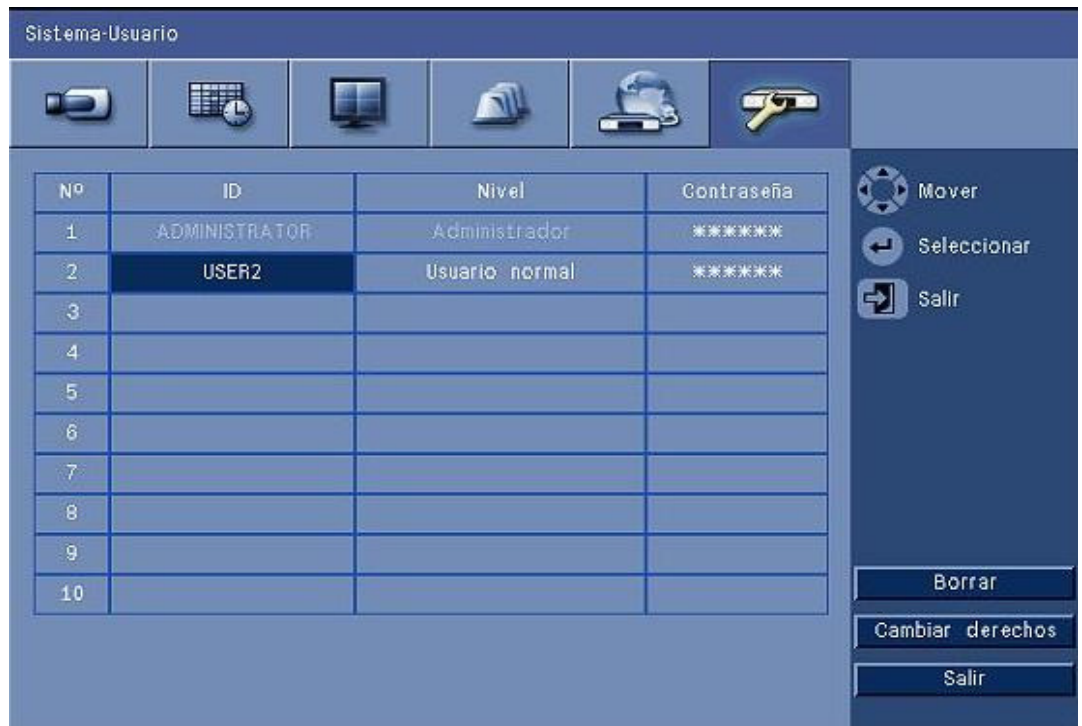 Sistema-Usuario
Nº ID Nivel Contraseña
1 ADMINISTRATOR Administrador ******
2 USER2 Usuario normal ******
3
4
5
6
7
8
9
10
Mover
Seleccionar
Salir
Borrar
Cambiar derechos
Salir